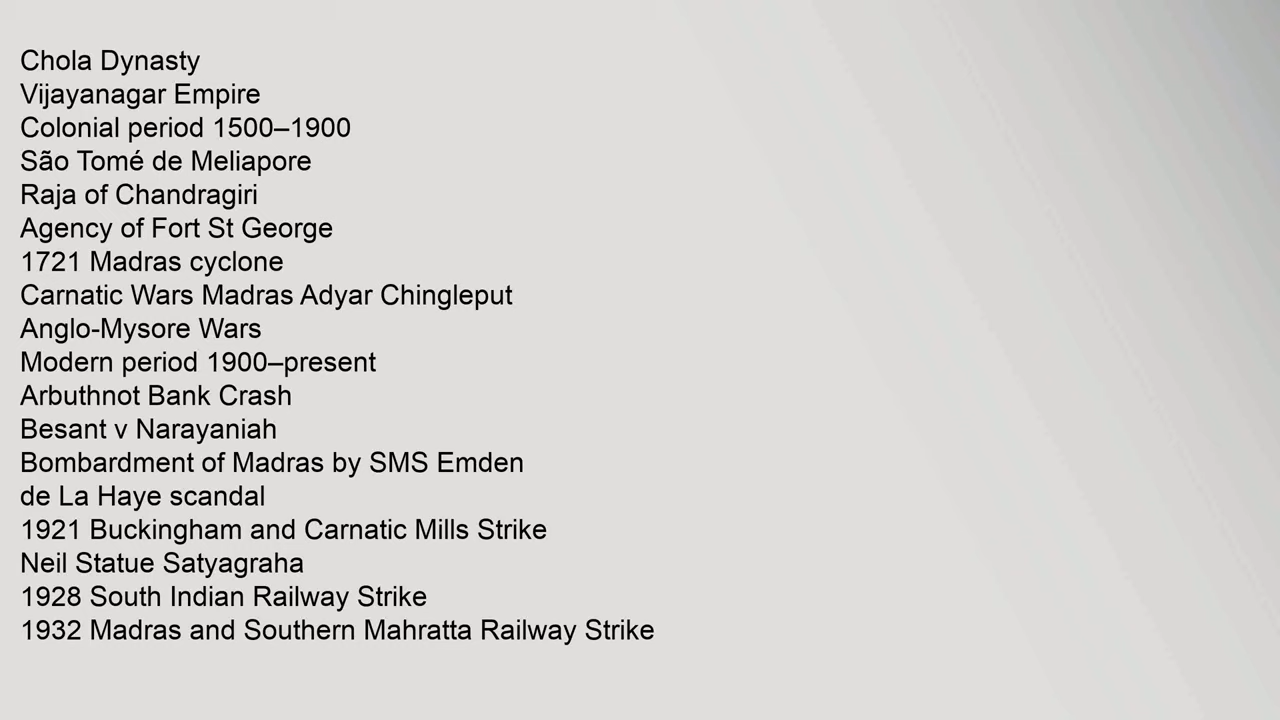 Chola Dynasty
Vijayanagar Empire
Colonial period 1500–1900
São Tomé de Meliapore
Raja of Chandragiri
Agency of Fort St George
1721 Madras cyclone
Carnatic Wars Madras Adyar Chingleput
Anglo-Mysore Wars
Modern period 1900–present
Arbuthnot Bank Crash
Besant v Narayaniah
Bombardment of Madras by SMS Emden
de La Haye scandal
1921 Buckingham and Carnatic Mills Strike
Neil Statue Satyagraha
1928 South Indian Railway Strike
1932 Madras and Southern Mahratta Railway Strike